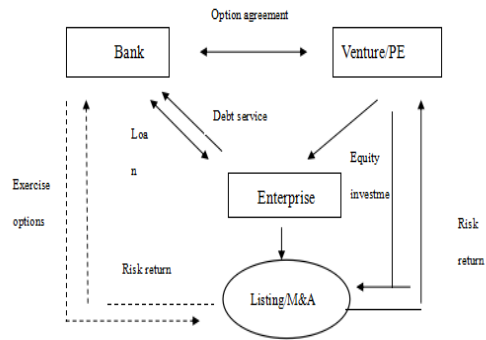 Option agreement
Bank
Venture/PE
Debt service
Loa
n
Equity
investme
Enterprise
Exercise
options
Risk
return
Risk return
Listing/M&A